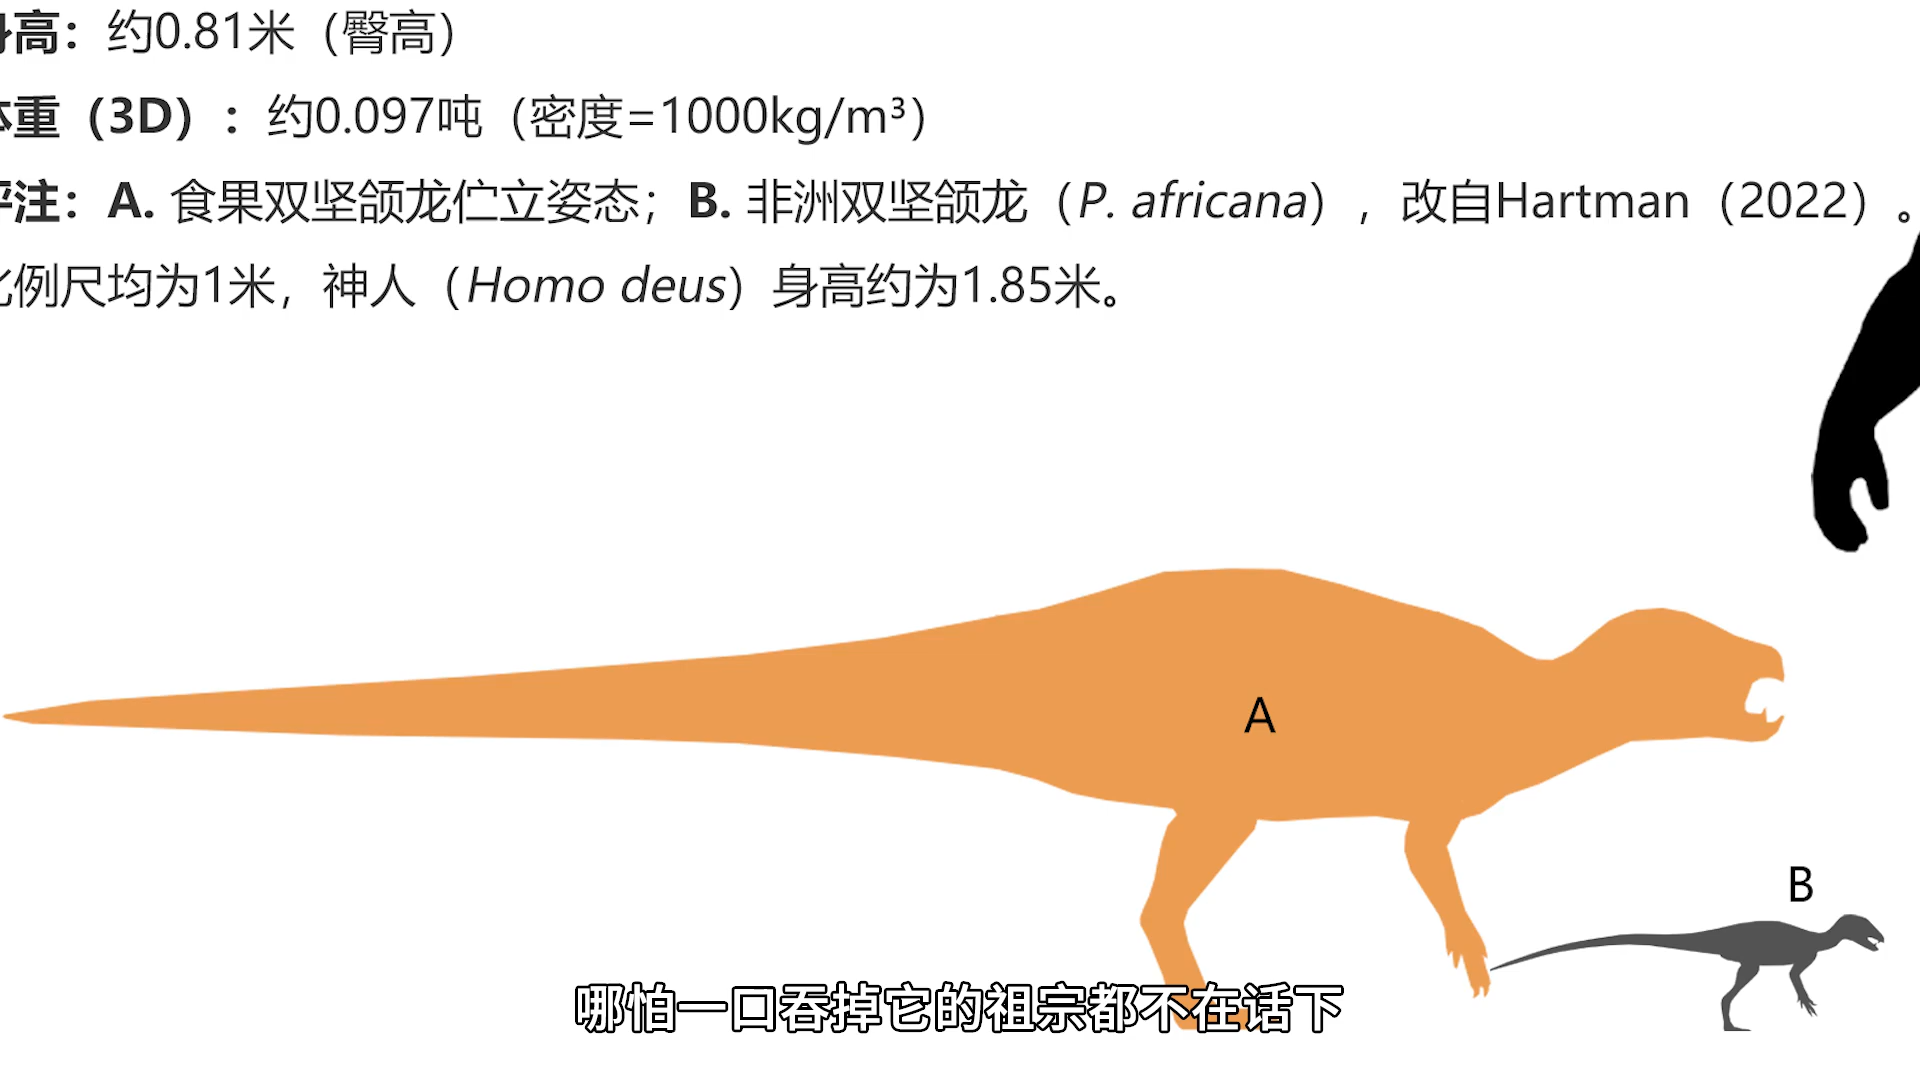 高：约0.81米（臀高）
重（3D）：约0.097吨（密度=1000kg/m³）
注：A. 食果双坚颌龙伫立姿态；B. 非洲双坚颌龙（P. africana），改自Hartman（2022）。
例尺均为1米，神人（Homo deus）身高约为1.85米。
A
B
哪怕一口吞掉它的祖宗都不在话下